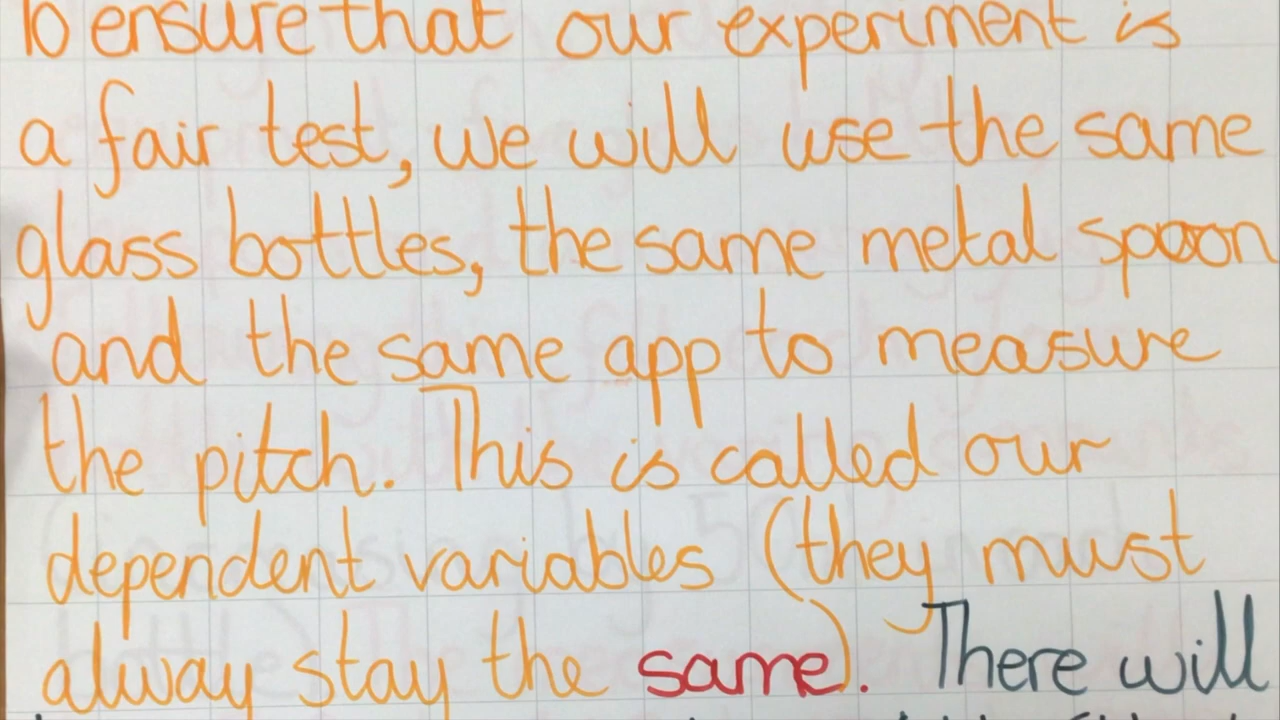 To ensure that our experiment is
a fair test, we will use the same
glass bottles, the same metal spoon
and the same app to measure
the pitch. This is called our
dependent variables (they must
alway stay the same). There will